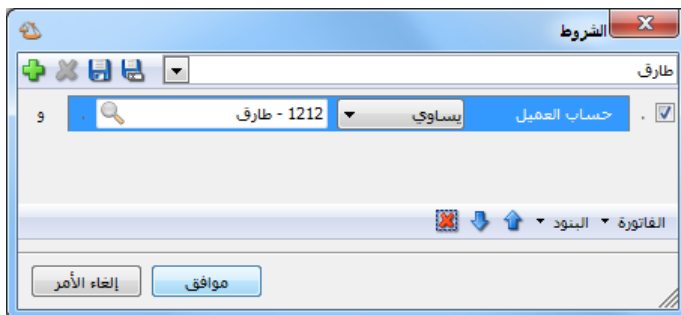 الشروط
طارق
. حساب العميل يساوي 1212 - طارق . و
الفاتورة البنود
موافق إلغاء الأمر